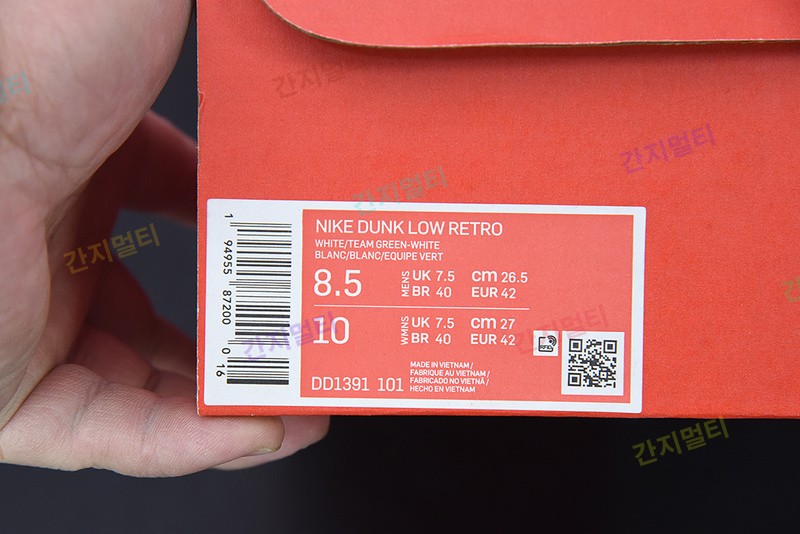 간지멀티
간지멀티
간지멀티
간지멀티
NIKE DUNK LOW RETRO
WHITE/TEAM GREEN-WHITE
BLANC/BLANC/EQUIPE VERT
8.5 MENS UK 7.5 cm 26.5
BR 40 EUR 42
10 WMNS UK 7.5 cm 27
BR 40 EUR 42
MADE IN VIETNAM /
FABRIQUE AU VIETNAM /
FABRICADO NO VIETNÃ /
HECHO EN VIETNAM
DD1391 101
1 94955 87200 0 16
간지멀티
간지멀티
간지멀티